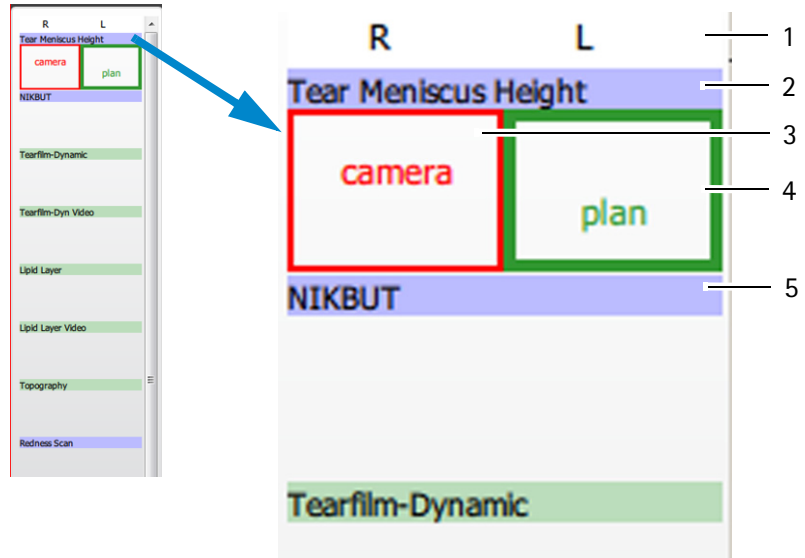 R L
Tear Meniscus Height
camera
plan
NIKBUT
Tearfilm-Dynamic
Tearfilm-Dyn Video
Lipid Layer
Lipid Layer Video
Topography
Redness Scan
R L
Tear Meniscus Height
camera
plan
NIKBUT
Tearfilm-Dynamic
1
2
3
4
5